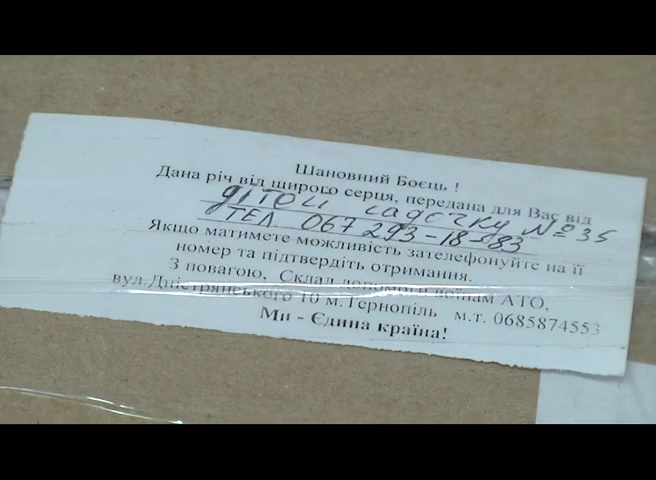 Шановний Боєць !
Дана річ від щирого серця, передана для Вас від
дітей садочку №35
ТЕЛ 067 293-18-83
Якщо матимете можливість зателефонуйте на її
номер та підтвердіть отримання.
З повагою, Склад допомоги воїнам АТО,
вул.Дністрянського 10 м.Тернопіль м.т. 0685874553
Ми - Єдина країна!